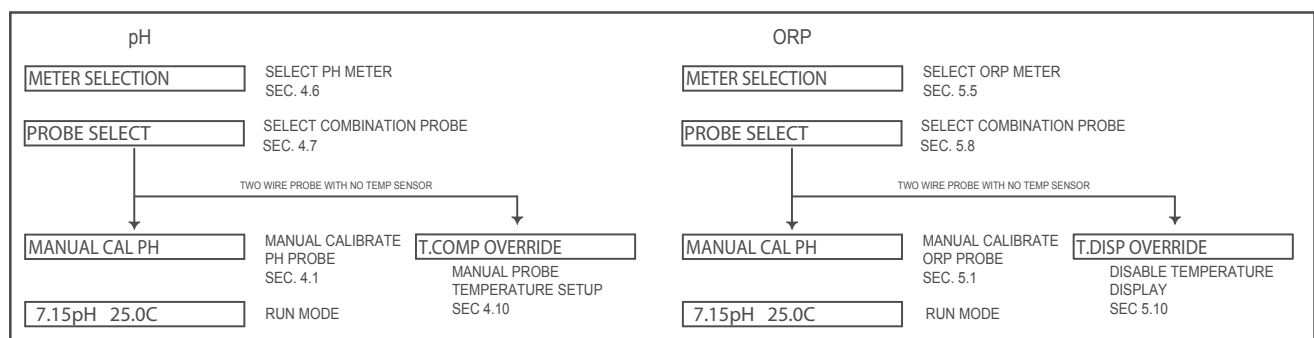 pH
METER SELECTION
SELECT PH METER
SEC. 4.6
PROBE SELECT
SELECT COMBINATION PROBE
SEC. 4.7
TWO WIRE PROBE WITH NO TEMP SENSOR
MANUAL CAL PH
MANUAL CALIBRATE
PH PROBE
SEC. 4.1
T.COMP OVERRIDE
MANUAL PROBE
TEMPERATURE SETUP
SEC 4.10
7.15pH 25.0C
RUN MODE
ORP
METER SELECTION
SELECT ORP METER
SEC. 5.5
PROBE SELECT
SELECT COMBINATION PROBE
SEC. 5.8
TWO WIRE PROBE WITH NO TEMP SENSOR
MANUAL CAL PH
MANUAL CALIBRATE
ORP PROBE
SEC. 5.1
T.DISP OVERRIDE
DISABLE TEMPERATURE
DISPLAY
SEC 5.10
7.15pH 25.0C
RUN MODE